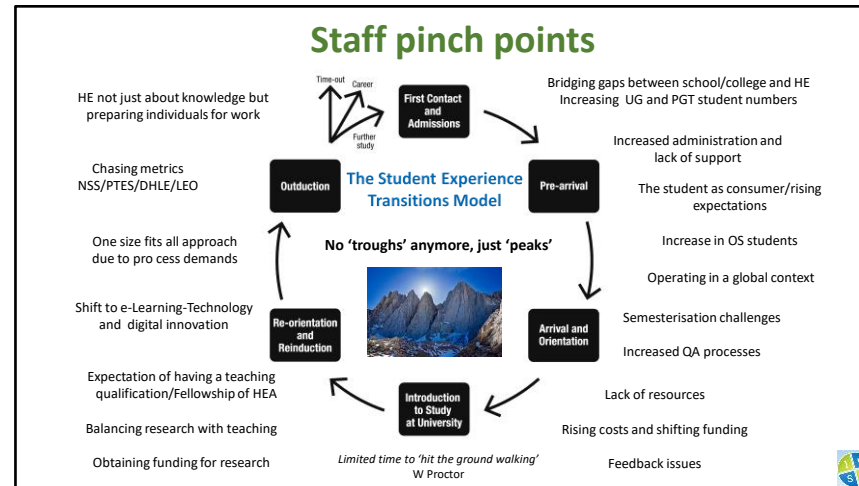 Staff pinch points
Time-out
Career
Further
study
First Contact
and
Admissions
Bridging gaps between school/college and HE
Increasing UG and PGT student numbers
HE not just about knowledge but
preparing individuals for work
Increased administration and
lack of support
Chasing metrics
NSS/PTES/DHLE/LEO
Outduction
The Student Experience
Transitions Model
Pre-arrival
The student as consumer/rising
expectations
One size fits all approach
due to pro cess demands
No 'troughs' anymore, just 'peaks'
Increase in OS students
Operating in a global context
Shift to e-Learning-Technology
and digital innovation
Re-orientation
and
Reinduction
Arrival and
Orientation
Semesterisation challenges
Increased QA processes
Expectation of having a teaching
qualification/Fellowship of HEA
Introduction
to Study
at University
Lack of resources
Balancing research with teaching
Rising costs and shifting funding
Obtaining funding for research
Limited time to 'hit the ground walking'
W Proctor
Feedback issues